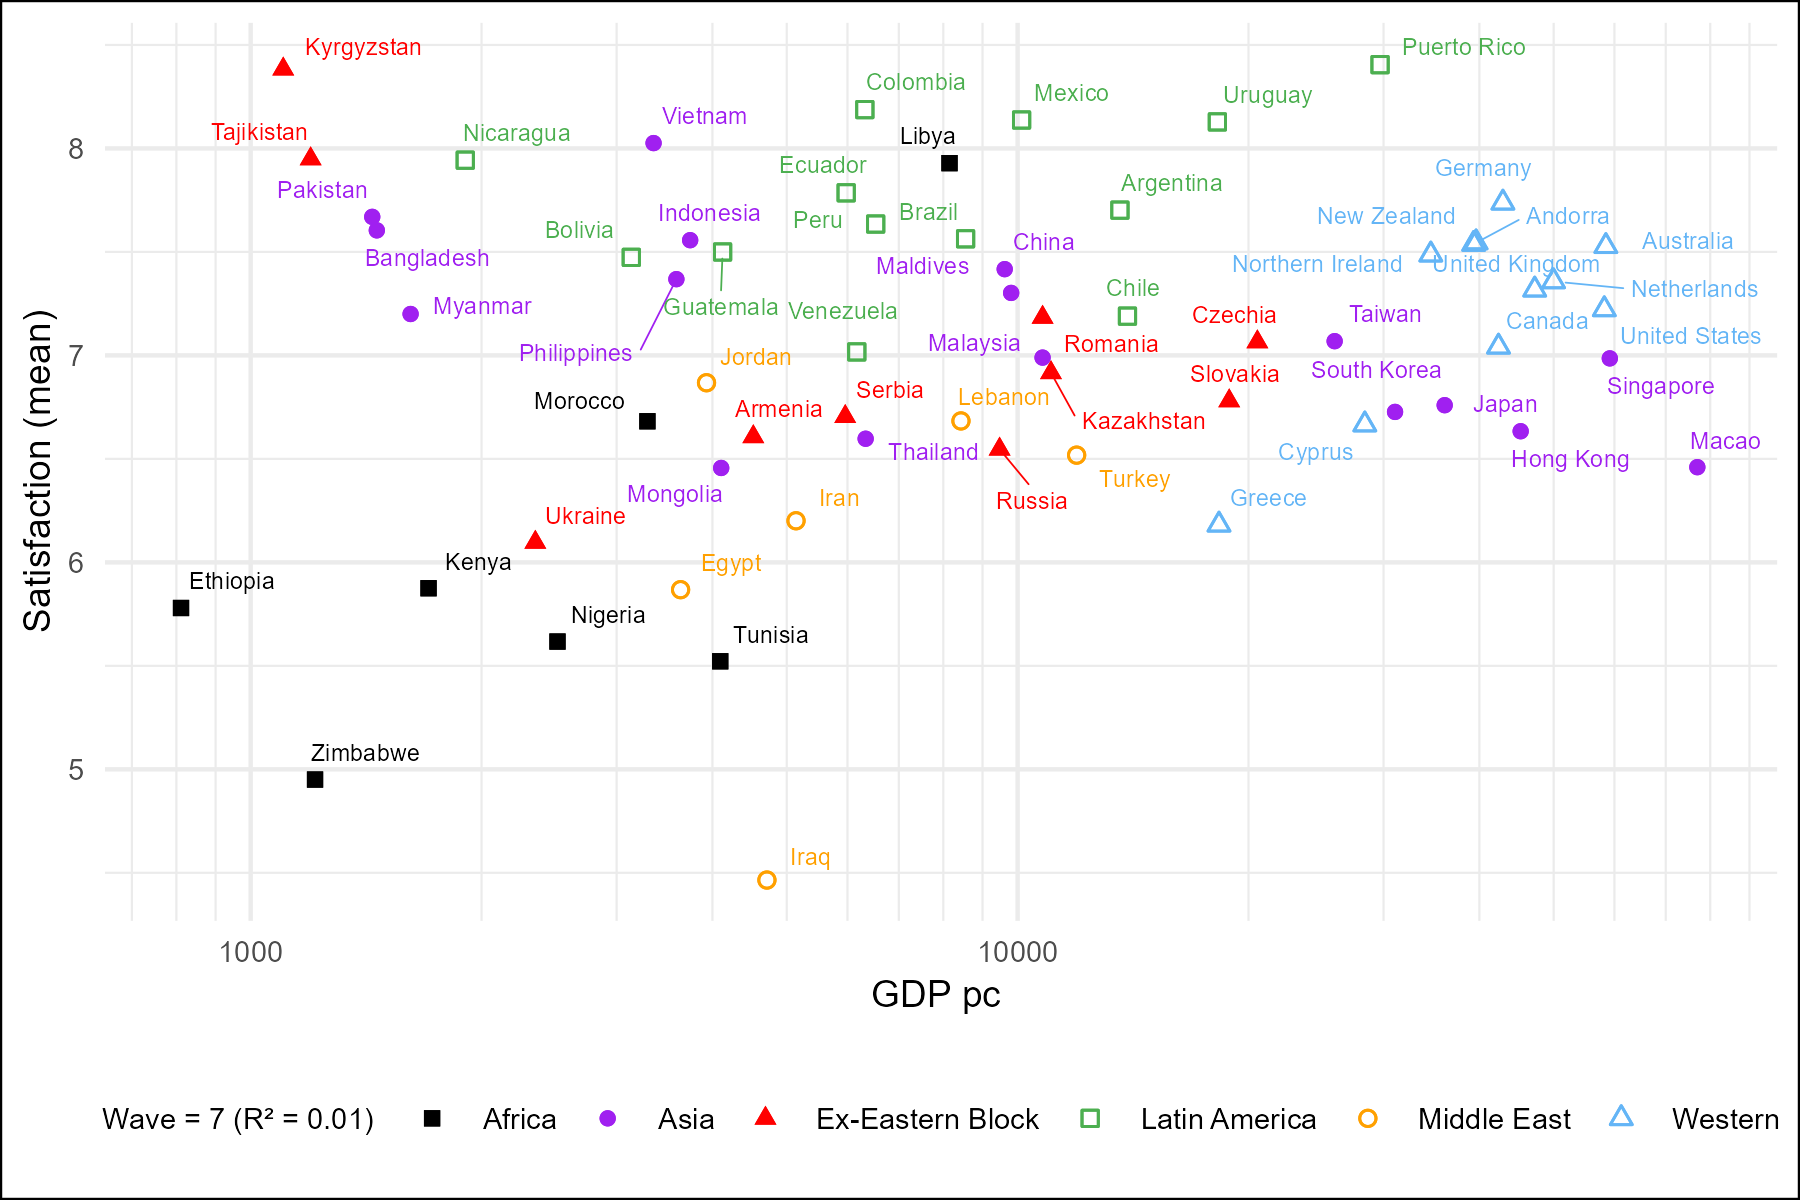 Kyrgyzstan
Puerto Rico
Colombia
Mexico
Uruguay
Vietnam
Tajikistan
Nicaragua
Libya
8
Ecuador
Germany
Pakistan
Argentina
Indonesia
Brazil
New Zealand
Andorra
Peru
Bolivia
China
Australia
Bangladesh
Maldives
Northern Ireland
United Kingdom
Chile
Netherlands
Myanmar
Guatemala
Venezuela
Czechia
Taiwan
Canada
United States
Philippines
7
Jordan
Malaysia
Romania
Slovakia
South Korea
Singapore
Serbia
Morocco
Armenia
Lebanon
Kazakhstan
Japan
Macao
Thailand
Cyprus
Hong Kong
Turkey
Mongolia
Iran
Russia
Greece
Ukraine
Satisfaction (mean)
6
Kenya
Egypt
Ethiopia
Nigeria
Tunisia
Zimbabwe
5
Iraq
1000
10000
GDP pc
Wave = 7 (R² = 0.01)
Africa
Asia
Ex-Eastern Block
Latin America
Middle East
Western